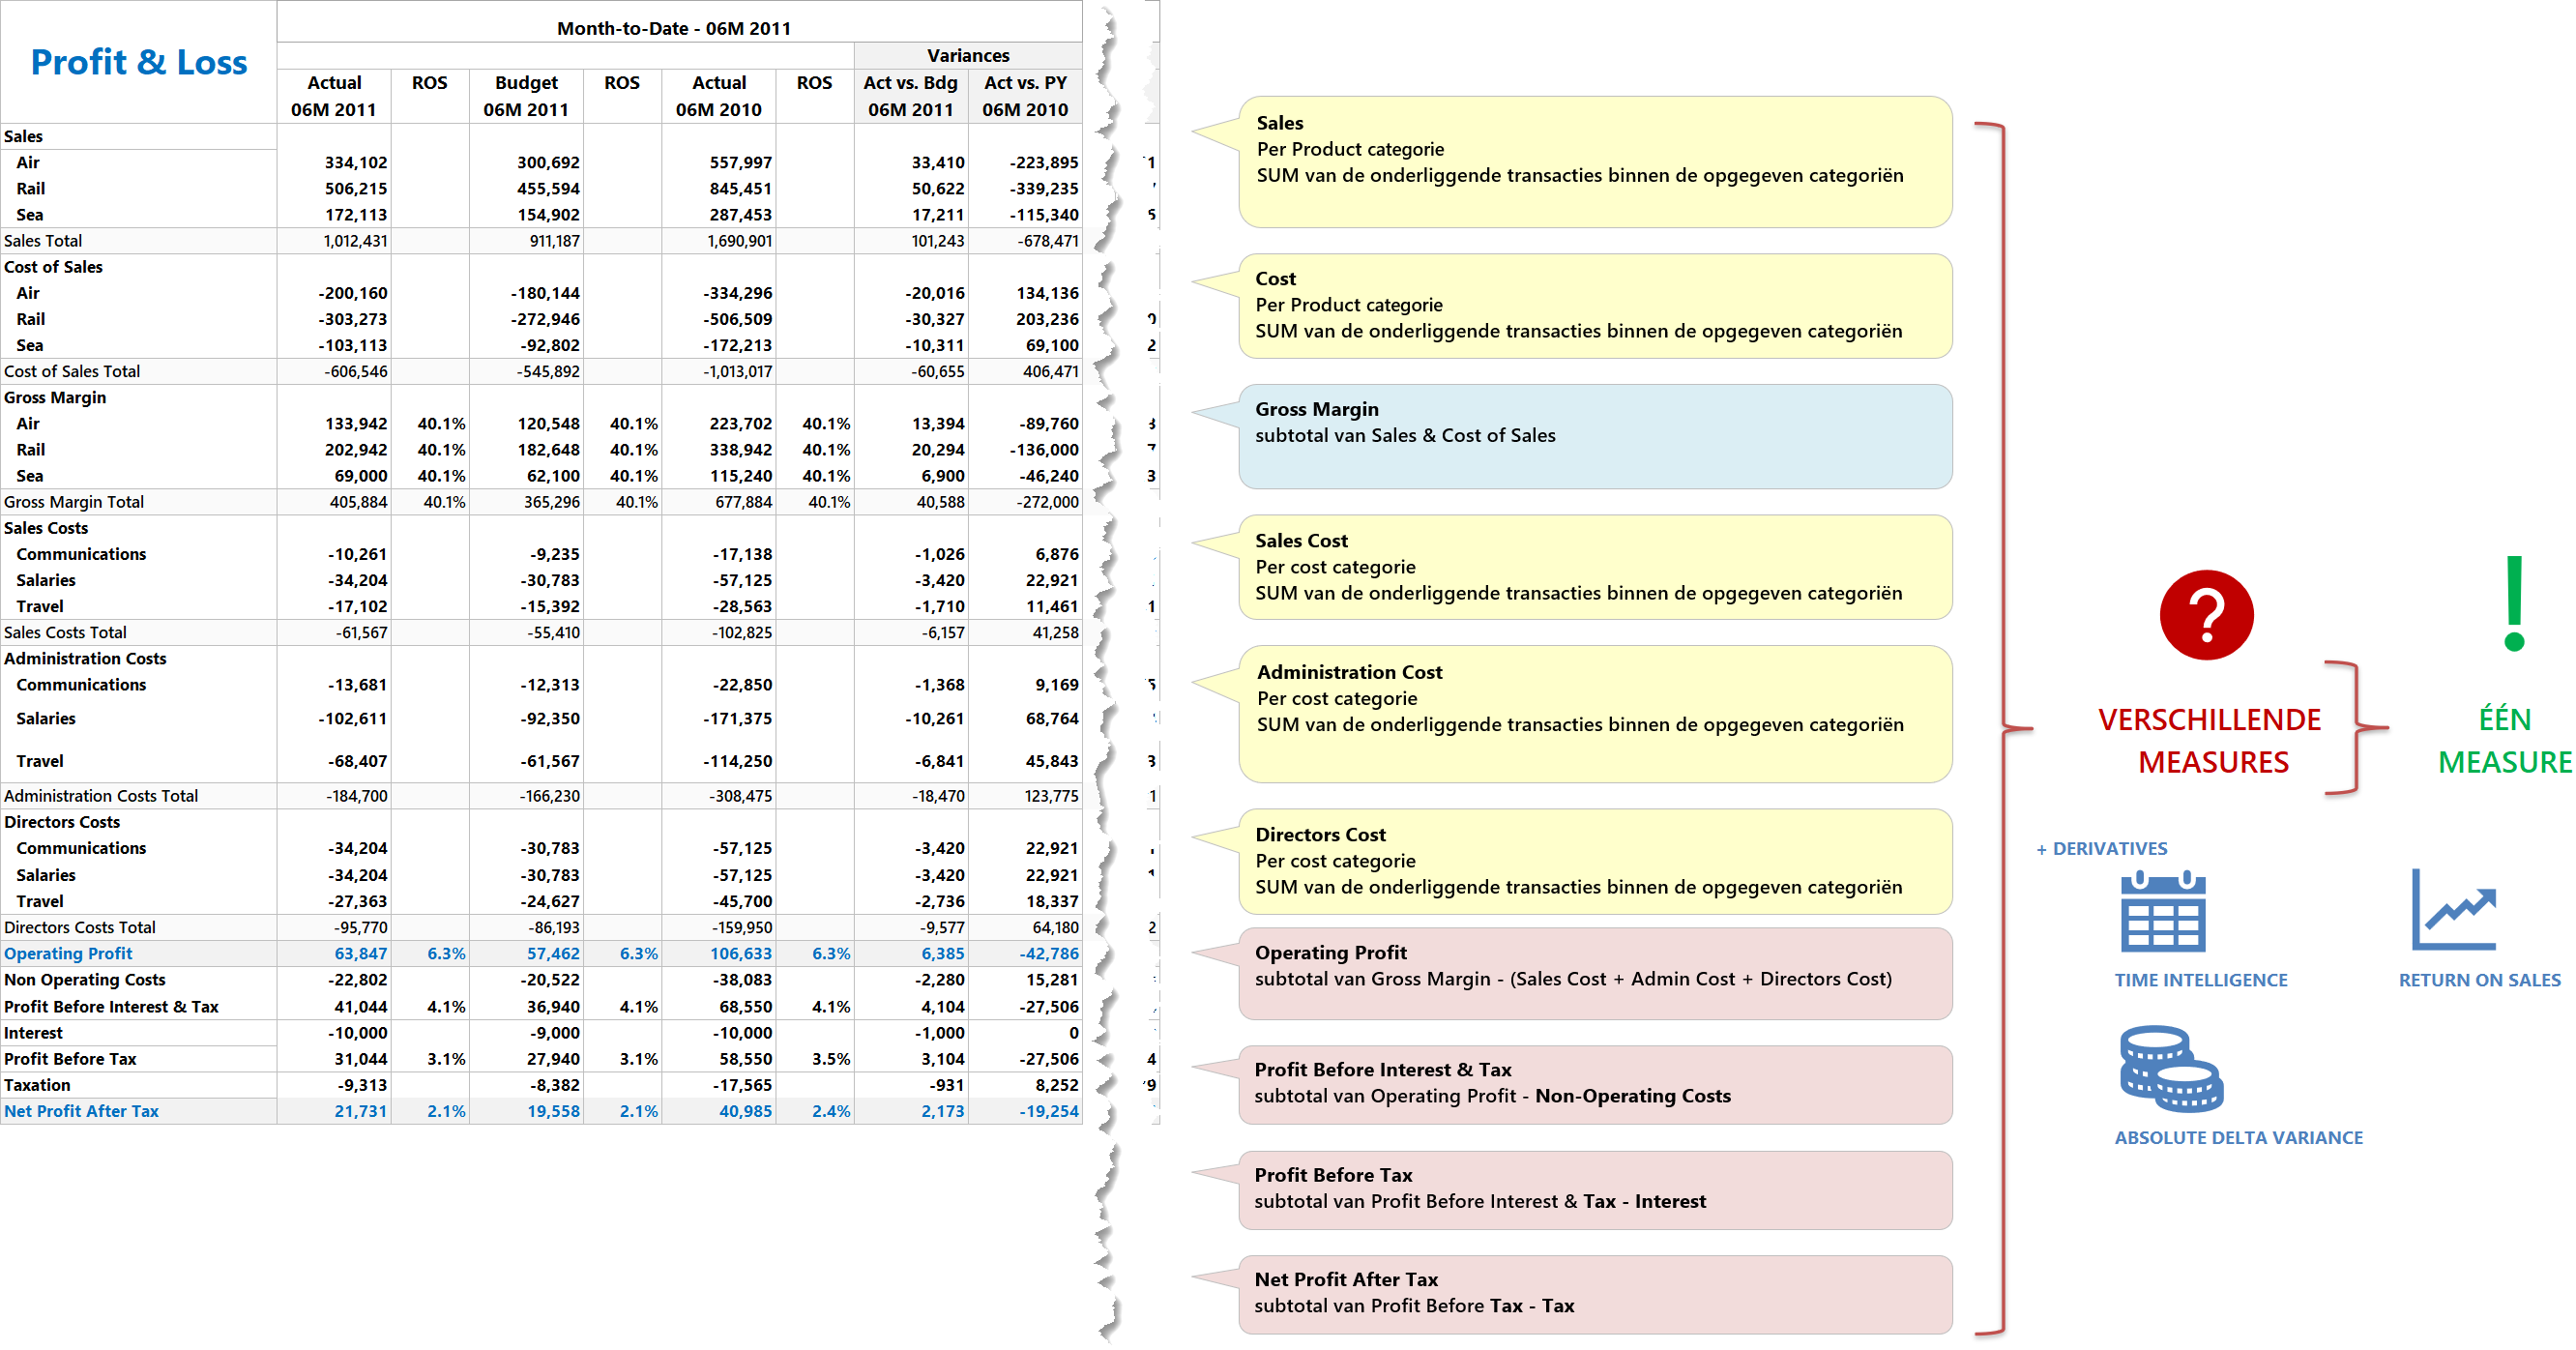 Profit & Loss
Month-to-Date - 06M 2011
Variances
Actual ROS Budget ROS Actual ROS Act vs. Bdg Act vs. PY
06M 2011 06M 2011 06M 2010 06M 2011 06M 2010
Sales
Air 334,102 300,692 557,997 33,410 -223,895
Rail 506,215 455,594 845,451 50,622 -339,235
Sea 172,113 154,902 287,453 17,211 -115,340
Sales Total 1,012,431 911,187 1,690,901 101,243 -678,471
Cost of Sales
Air -200,160 -180,144 -334,296 -20,016 134,136
Rail -303,273 -272,946 -506,509 -30,327 203,236
Sea -103,113 -92,802 -172,213 -10,311 69,100
Cost of Sales Total -606,546 -545,892 -1,013,017 -60,655 406,471
Gross Margin
Air 133,942 40.1% 120,548 40.1% 223,702 40.1% 13,394 -89,760
Rail 202,942 40.1% 182,648 40.1% 338,942 40.1% 20,294 -136,000
Sea 69,000 40.1% 62,100 40.1% 115,240 40.1% 6,900 -46,240
Gross Margin Total 405,884 40.1% 365,296 40.1% 677,884 40.1% 40,588 -272,000
Sales Costs
Communications -10,261 -9,235 -17,138 -1,026 6,876
Salaries -34,204 -30,783 -57,125 -3,420 22,921
Travel -17,102 -15,392 -28,563 -1,710 11,461
Sales Costs Total -61,567 -55,410 -102,825 -6,157 41,258
Administration Costs
Communications -13,681 -12,313 -22,850 -1,368 9,169
Salaries -102,611 -92,350 -171,375 -10,261 68,764
Travel -68,407 -61,567 -114,250 -6,841 45,843
Administration Costs Total -184,700 -166,230 -308,475 -18,470 123,775
Directors Costs
Communications -34,204 -30,783 -57,125 -3,420 22,921
Salaries -34,204 -30,783 -57,125 -3,420 22,921
Travel -27,363 -24,627 -45,700 -2,736 18,337
Directors Costs Total -95,770 -86,193 -159,950 -9,577 64,180
Operating Profit 63,847 6.3% 57,462 6.3% 106,633 6.3% 6,385 -42,786
Non Operating Costs -22,802 -20,522 -38,083 -2,280 15,281
Profit Before Interest & Tax 41,044 4.1% 36,940 4.1% 68,550 4.1% 4,104 -27,506
Interest -10,000 -9,000 -10,000 -1,000 0
Profit Before Tax 31,044 3.1% 27,940 3.1% 58,550 3.5% 3,104 -27,506
Taxation -9,313 -8,382 -17,565 -931 8,252
Net Profit After Tax 21,731 2.1% 19,558 2.1% 40,985 2.4% 2,173 -19,254
Sales
Per Product categorie
SUM van de onderliggende transacties binnen de opgegeven categoriën
Cost
Per Product categorie
SUM van de onderliggende transacties binnen de opgegeven categoriën
Gross Margin
subtotal van Sales & Cost of Sales
Sales Cost
Per cost categorie
SUM van de onderliggende transacties binnen de opgegeven categoriën
Administration Cost
Per cost categorie
SUM van de onderliggende transacties binnen de opgegeven categoriën
Directors Cost
Per cost categorie
SUM van de onderliggende transacties binnen de opgegeven categoriën
Operating Profit
subtotal van Gross Margin - (Sales Cost + Admin Cost + Directors Cost)
Profit Before Interest & Tax
subtotal van Operating Profit - Non-Operating Costs
Profit Before Tax
subtotal van Profit Before Interest & Tax - Interest
Net Profit After Tax
subtotal van Profit Before Tax - Tax
?
VERSCHILLENDE
MEASURES
!
ÉÉN
MEASURE
+ DERIVATIVES
TIME INTELLIGENCE
RETURN ON SALES
ABSOLUTE DELTA VARIANCE